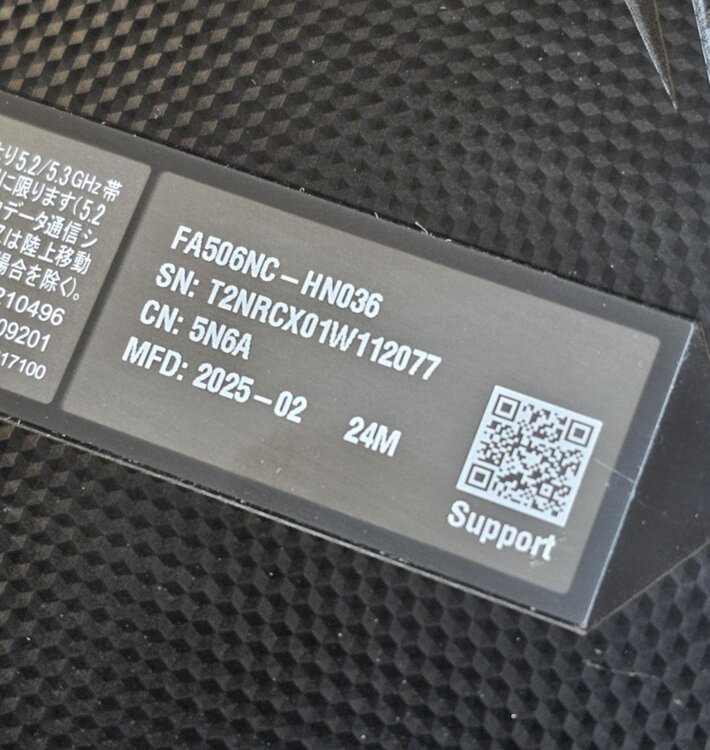 り5.2/5.3GHz帯
に限ります(5.2
データ通信シ
は陸上移動
場合を除く)。
210496
09201
017100
FA506NC-HN036
SN: T2NRCX01W112077
CN: 5N6A
MFD: 2025-02 24M
Support